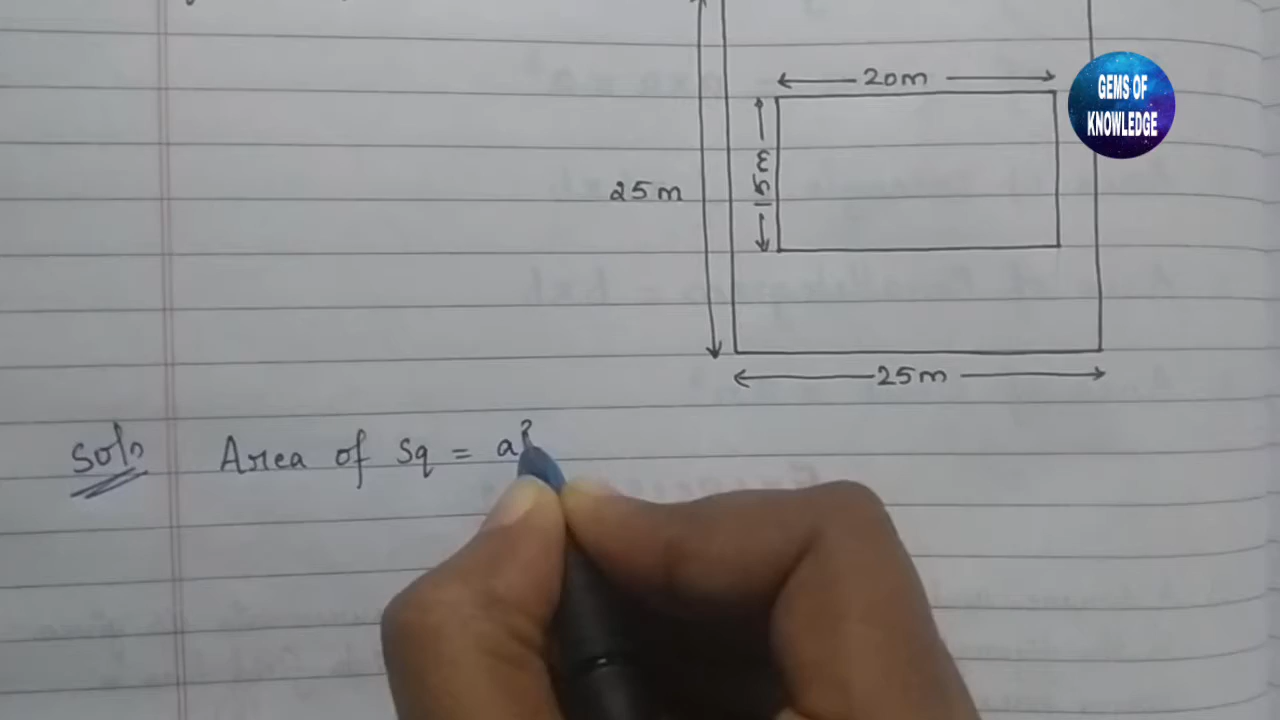 20m
15m
25m
25m
Soln Area of Sq = a²
GEMS OF
KNOWLEDGE